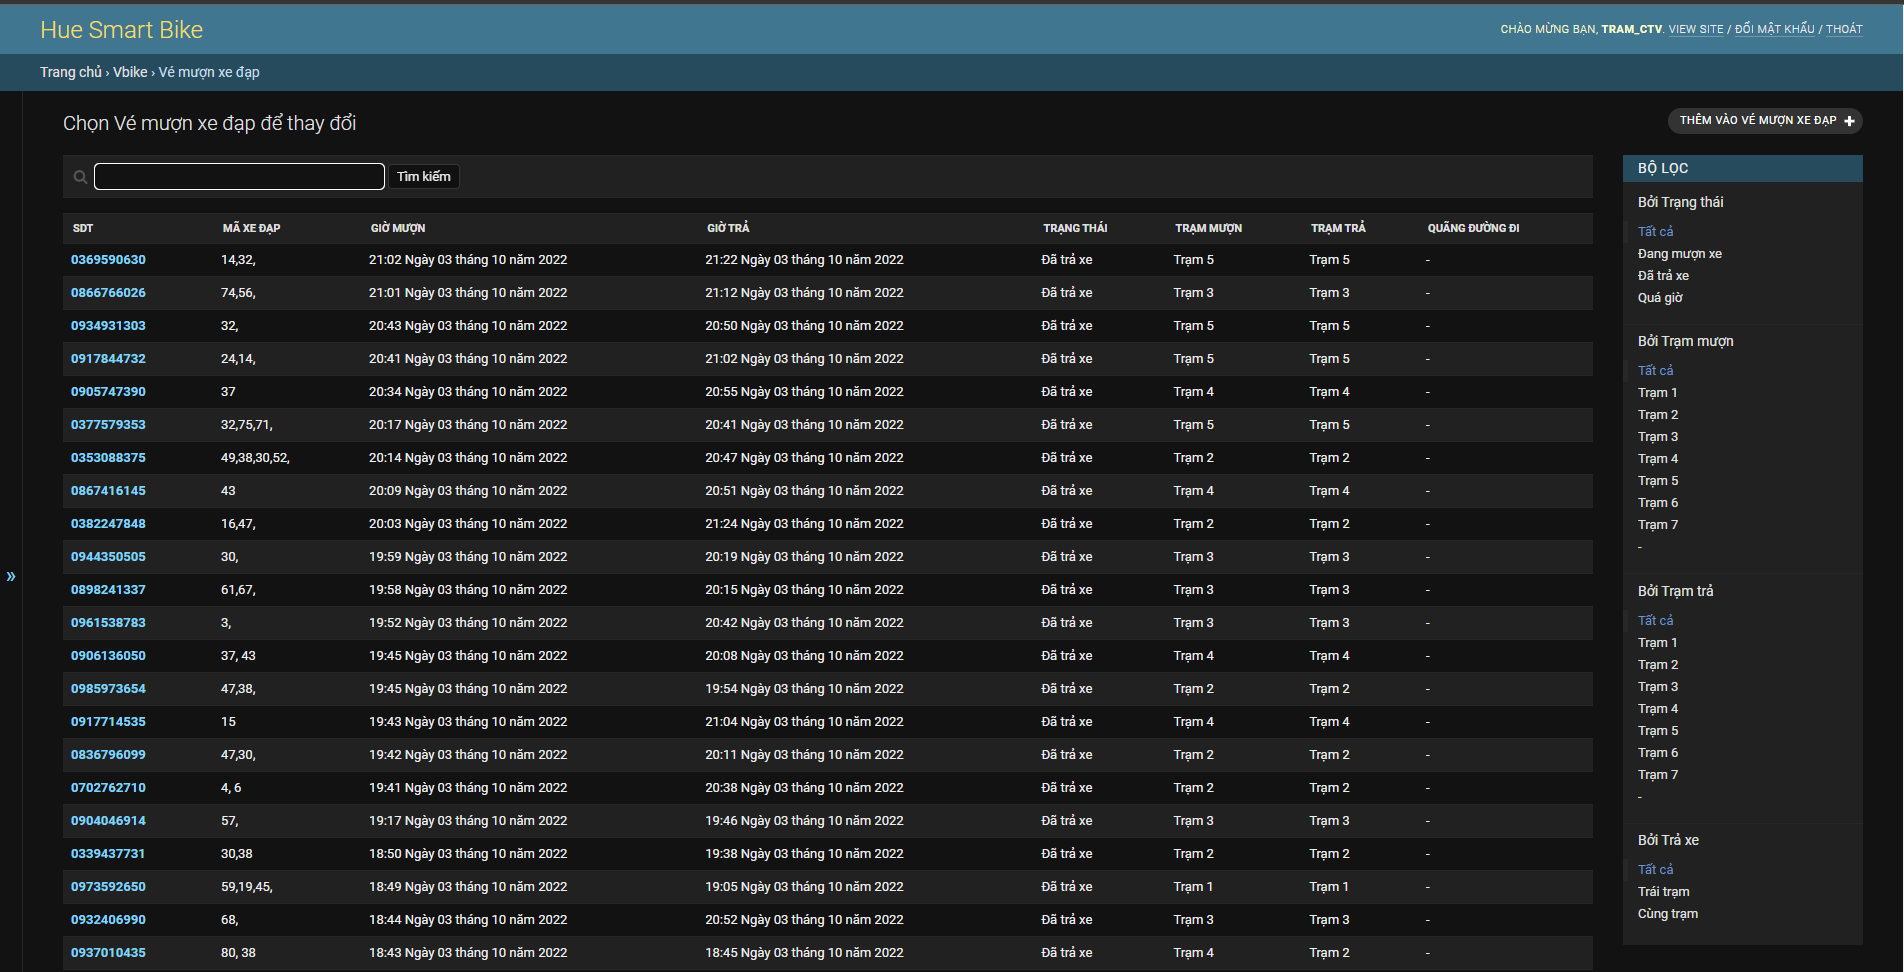 Hue Smart Bike
CHÀO MỪNG BẠN, TRAM_CTV. VIEW SITE / ĐỔI MẬT KHẨU / THOÁT
Trang chủ › Vbike › Vé mượn xe đạp
Chọn Vé mượn xe đạp để thay đổi
THÊM VÀO VÉ MƯỢN XE ĐẠP +
Tìm kiếm
SDT MÃ XE ĐẠP GIỜ MƯỢN GIỜ TRẢ TRẠNG THÁI TRẠM MƯỢN TRẠM TRẢ QUÃNG ĐƯỜNG ĐI
0369590630 14,32, 21:02 Ngày 03 tháng 10 năm 2022 21:22 Ngày 03 tháng 10 năm 2022 Đã trả xe Trạm 5 Trạm 5 -
0866766026 74,56, 21:01 Ngày 03 tháng 10 năm 2022 21:12 Ngày 03 tháng 10 năm 2022 Đã trả xe Trạm 3 Trạm 3 -
0934931303 32, 20:43 Ngày 03 tháng 10 năm 2022 20:50 Ngày 03 tháng 10 năm 2022 Đã trả xe Trạm 5 Trạm 5 -
0917844732 24,14, 20:41 Ngày 03 tháng 10 năm 2022 21:02 Ngày 03 tháng 10 năm 2022 Đã trả xe Trạm 5 Trạm 5 -
0905747390 37 20:34 Ngày 03 tháng 10 năm 2022 20:55 Ngày 03 tháng 10 năm 2022 Đã trả xe Trạm 4 Trạm 4 -
0377579353 32,75,71, 20:17 Ngày 03 tháng 10 năm 2022 20:41 Ngày 03 tháng 10 năm 2022 Đã trả xe Trạm 5 Trạm 5 -
0353088375 49,38,30,52, 20:14 Ngày 03 tháng 10 năm 2022 20:47 Ngày 03 tháng 10 năm 2022 Đã trả xe Trạm 2 Trạm 2 -
0867416145 43 20:09 Ngày 03 tháng 10 năm 2022 20:51 Ngày 03 tháng 10 năm 2022 Đã trả xe Trạm 4 Trạm 4 -
0382247848 16,47, 20:03 Ngày 03 tháng 10 năm 2022 21:24 Ngày 03 tháng 10 năm 2022 Đã trả xe Trạm 2 Trạm 2 -
0944350505 30, 19:59 Ngày 03 tháng 10 năm 2022 20:19 Ngày 03 tháng 10 năm 2022 Đã trả xe Trạm 3 Trạm 3 -
0898241337 61,67, 19:58 Ngày 03 tháng 10 năm 2022 20:15 Ngày 03 tháng 10 năm 2022 Đã trả xe Trạm 3 Trạm 3 -
0961538783 3, 19:52 Ngày 03 tháng 10 năm 2022 20:42 Ngày 03 tháng 10 năm 2022 Đã trả xe Trạm 3 Trạm 3 -
0906136050 37, 43 19:45 Ngày 03 tháng 10 năm 2022 20:08 Ngày 03 tháng 10 năm 2022 Đã trả xe Trạm 4 Trạm 4 -
0985973654 47,38, 19:45 Ngày 03 tháng 10 năm 2022 19:54 Ngày 03 tháng 10 năm 2022 Đã trả xe Trạm 2 Trạm 2 -
0917714535 15 19:43 Ngày 03 tháng 10 năm 2022 21:04 Ngày 03 tháng 10 năm 2022 Đã trả xe Trạm 4 Trạm 4 -
0836796099 47,30, 19:42 Ngày 03 tháng 10 năm 2022 20:11 Ngày 03 tháng 10 năm 2022 Đã trả xe Trạm 2 Trạm 2 -
0702762710 4, 6 19:41 Ngày 03 tháng 10 năm 2022 20:38 Ngày 03 tháng 10 năm 2022 Đã trả xe Trạm 2 Trạm 2 -
0904046914 57, 19:17 Ngày 03 tháng 10 năm 2022 19:46 Ngày 03 tháng 10 năm 2022 Đã trả xe Trạm 3 Trạm 3 -
0339437731 30,38 18:50 Ngày 03 tháng 10 năm 2022 19:38 Ngày 03 tháng 10 năm 2022 Đã trả xe Trạm 2 Trạm 2 -
0973592650 59,19,45, 18:49 Ngày 03 tháng 10 năm 2022 19:05 Ngày 03 tháng 10 năm 2022 Đã trả xe Trạm 1 Trạm 1 -
0932406990 68, 18:44 Ngày 03 tháng 10 năm 2022 20:52 Ngày 03 tháng 10 năm 2022 Đã trả xe Trạm 3 Trạm 3 -
0937010435 80, 38 18:43 Ngày 03 tháng 10 năm 2022 18:45 Ngày 03 tháng 10 năm 2022 Đã trả xe Trạm 4 Trạm 2 -
»
BỘ LỌC
Bởi Trạng thái
Tất cả
Đang mượn xe
Đã trả xe
Quá giờ
Bởi Trạm mượn
Tất cả
Trạm 1
Trạm 2
Trạm 3
Trạm 4
Trạm 5
Trạm 6
Trạm 7
-
Bởi Trạm trả
Tất cả
Trạm 1
Trạm 2
Trạm 3
Trạm 4
Trạm 5
Trạm 6
Trạm 7
-
Bởi Trả xe
Tất cả
Trái trạm
Cùng trạm